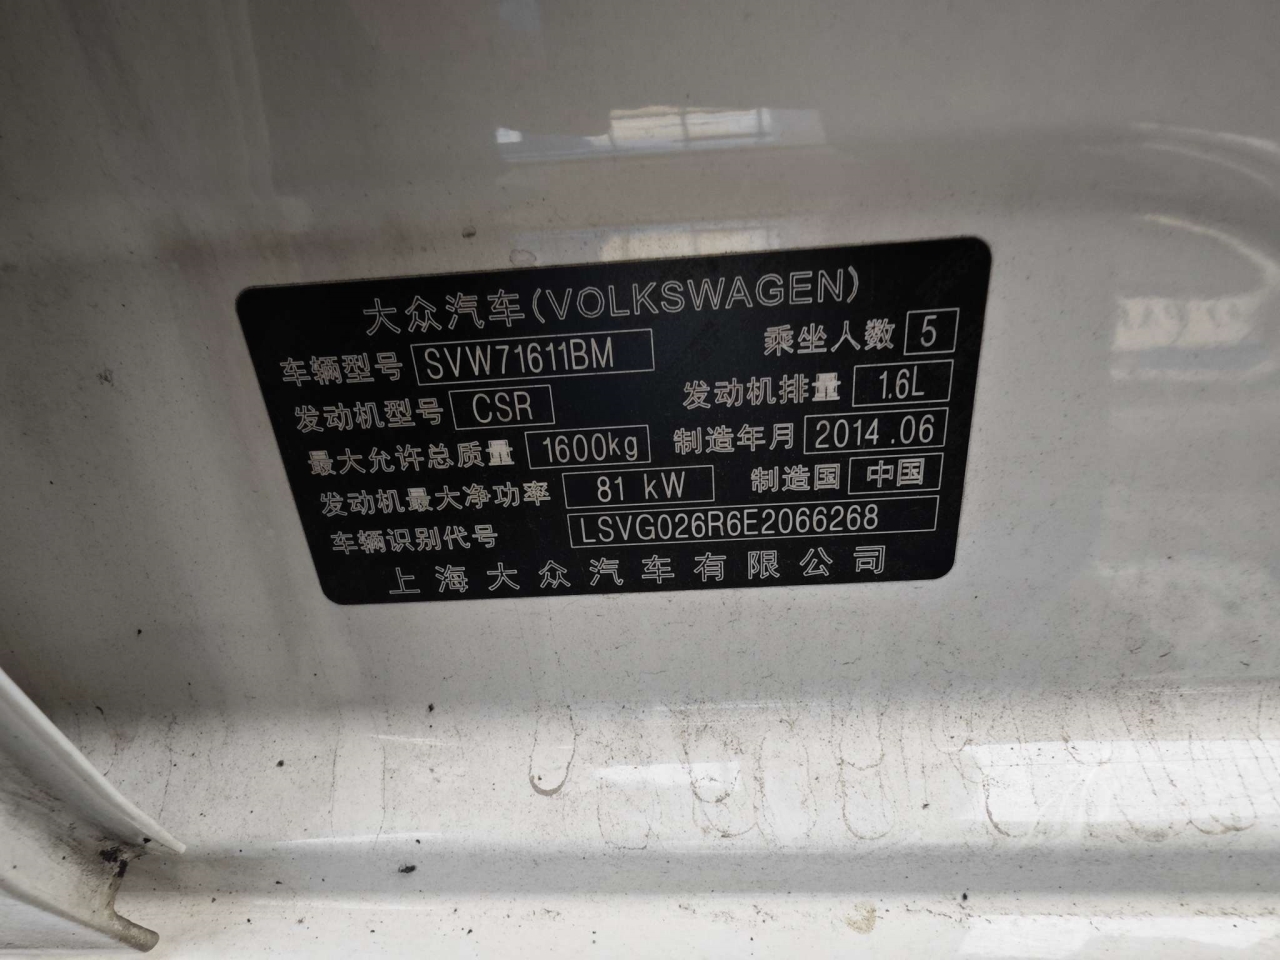 大众汽车(VOLKSWAGEN)
车辆型号 SVW71611BM 乘坐人数 5
发动机型号 CSR 发动机排量 1.6L
最大允许总质量 1600kg 制造年月 2014.06
发动机最大净功率 81 kW 制造国 中国
车辆识别代号 LSVG026R6E2066268
上海大众汽车有限公司